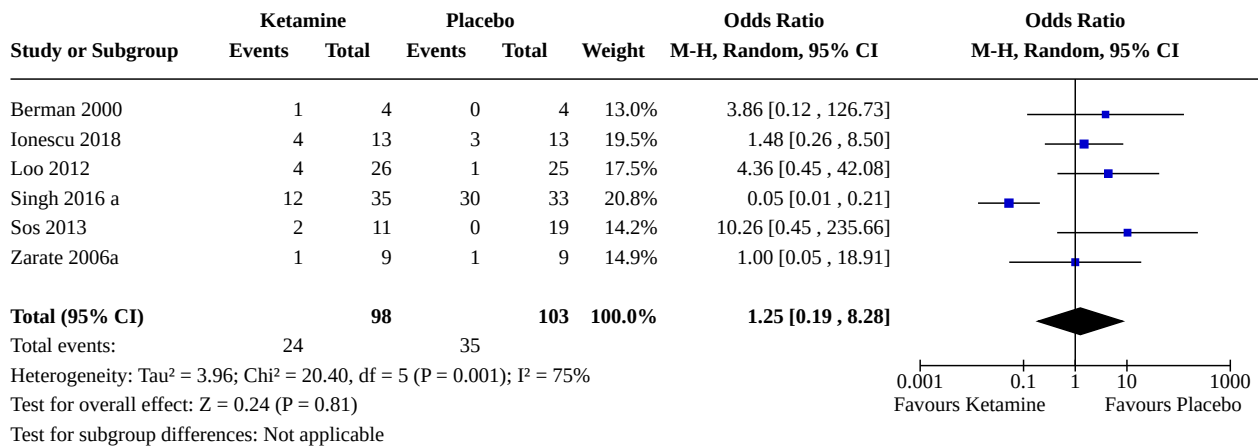 Ketamine Placebo Odds Ratio Odds Ratio
Study or Subgroup Events Total Events Total Weight M-H, Random, 95% CI M-H, Random, 95% CI
Berman 2000 1 4 0 4 13.0% 3.86 [0.12 , 126.73]
Ionescu 2018 4 13 3 13 19.5% 1.48 [0.26 , 8.50]
Loo 2012 4 26 1 25 17.5% 4.36 [0.45 , 42.08]
Singh 2016 a 12 35 30 33 20.8% 0.05 [0.01 , 0.21]
Sos 2013 2 11 0 19 14.2% 10.26 [0.45 , 235.66]
Zarate 2006a 1 9 1 9 14.9% 1.00 [0.05 , 18.91]
Total (95% CI) 98 103 100.0% 1.25 [0.19 , 8.28]
Total events: 24 35
Heterogeneity: Tau² = 3.96; Chi² = 20.40, df = 5 (P = 0.001); I² = 75%
0.001 0.1 1 10 1000
Test for overall effect: Z = 0.24 (P = 0.81)
Favours Ketamine Favours Placebo
Test for subgroup differences: Not applicable